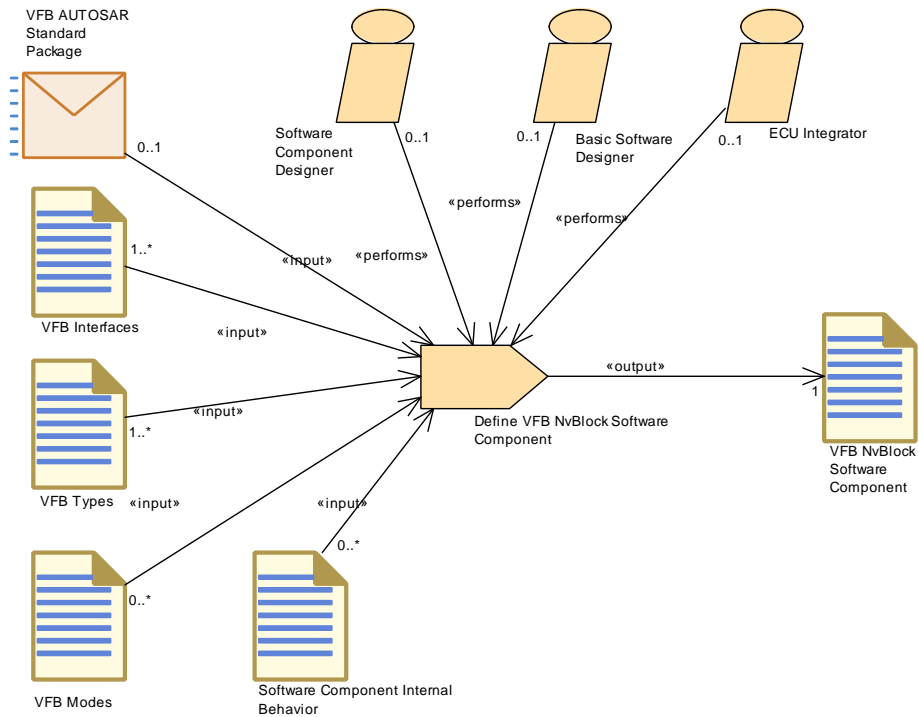 VFB AUTOSAR
Standard
Package
0..1
Software
Component
Designer
0..1
0..1
Basic Software
Designer
0..1
ECU Integrator
«performs»
«performs»
«performs»
«input»
1..*
VFB Interfaces
«input»
«output»
1
«input»
1..*
Define VFB NvBlock Software
Component
VFB NvBlock
Software
Component
VFB Types
«input»
«input»
0..*
0..*
VFB Modes
Software Component Internal
Behavior